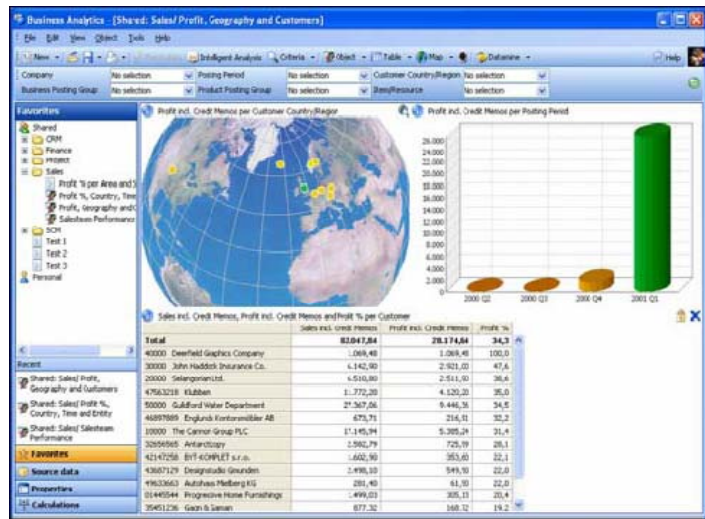 Business Analytics - [Shared: Sales/ Profit, Geography and Customers]
File Edit View Object Tools Help
New Intelligent Analysis Criteria Object Table Map Datamine Help
Company No selection Posting Period No selection Customer Country/Region No selection
Business Posting Group No selection Product Posting Group No selection Item/Resource No selection
Favorites
Shared
CRM
Finance
Project
Sales
Profit % per Area and S
Profit %, Country, Time
Profit, Geography and C
Salesteam Performance
SCM
Test 1
Test 2
Test 3
Personal
Recent
Shared: Sales/ Profit,
Geography and Customers
Shared: Sales/ Profit %,
Country, Time and Entity
Shared: Sales/ Salesteam
Performance
Favorites
Source data
Properties
Calculations
Profit incl. Credit Memos per Customer Country/Region
Profit incl. Credit Memos per Posting Period
26.000
24.000
22.000
20.000
18.000
16.000
14.000
12.000
10.000
8.000
6.000
4.000
2.000
0
2000 Q2 2000 Q3 2000 Q4 2001 Q1
Sales incl. Credit Memos, Profit incl. Credit Memos and Profit % per Customer
Sales incl. Credit Memos Profit incl. Credit Memos Profit %
Total 82.047,84 28.174,64 34,3
40000 Deerfield Graphics Company 1.069,48 1.069,48 100,0
30000 John Haddock Insurance Co. 6.142,90 2.921,00 47,6
20000 Selangorian Ltd. 6.510,80 2.511,50 38,6
47563218 Klubben 11.772,20 4.120,20 35,0
50000 Guildford Water Department 27.367,06 9.446,36 34,5
46897889 Englunds Kontorsmöbler AB 673,71 216,51 32,2
10000 The Cannon Group PLC 17.145,94 5.385,24 31,4
32656565 Antarcticopy 2.582,79 725,59 28,1
42147258 BYT-KOMPLET s.r.o. 1.602,90 353,60 22,1
43687129 Designstudio Gmunden 2.498,10 549,50 22,0
49633663 Autohaus Mielberg KG 281,40 61,50 22,0
01445544 Progressive Home Furnishings 1.499,03 305,13 20,4
35451236 Gagn & Gaman 877,32 168,72 19,2